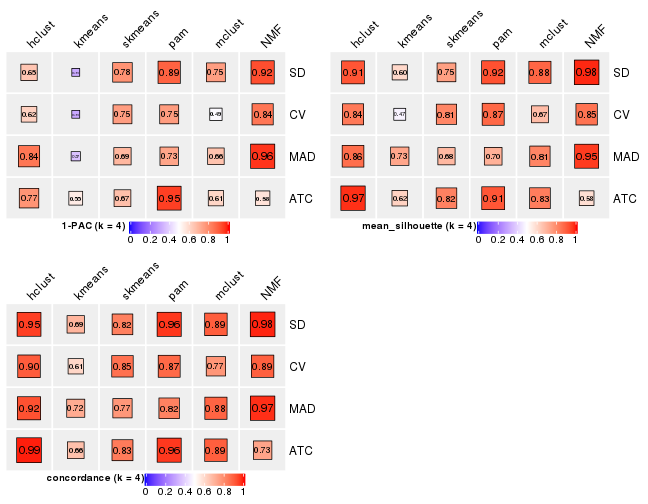 hclust kmeans skmeans pam mclust NMF
0.65 0.78 0.89 0.75 0.92 SD
0.62 0.75 0.75 0.49 0.84 CV
0.84 0.69 0.73 0.66 0.96 MAD
0.77 0.55 0.67 0.95 0.61 0.50 ATC
1-PAC (k = 4)
0 0.2 0.4 0.6 0.8 1
hclust kmeans skmeans pam mclust NMF
0.91 0.60 0.75 0.92 0.88 0.98 SD
0.84 0.47 0.81 0.87 0.67 0.85 CV
0.86 0.73 0.68 0.70 0.81 0.95 MAD
0.97 0.62 0.82 0.91 0.83 0.58 ATC
mean_silhouette (k = 4)
0 0.2 0.4 0.6 0.8 1
hclust kmeans skmeans pam mclust NMF
0.95 0.69 0.82 0.96 0.89 0.98 SD
0.90 0.61 0.85 0.87 0.77 0.89 CV
0.92 0.72 0.77 0.82 0.88 0.97 MAD
0.99 0.66 0.83 0.96 0.89 0.73 ATC
concordance (k = 4)
0 0.2 0.4 0.6 0.8 1